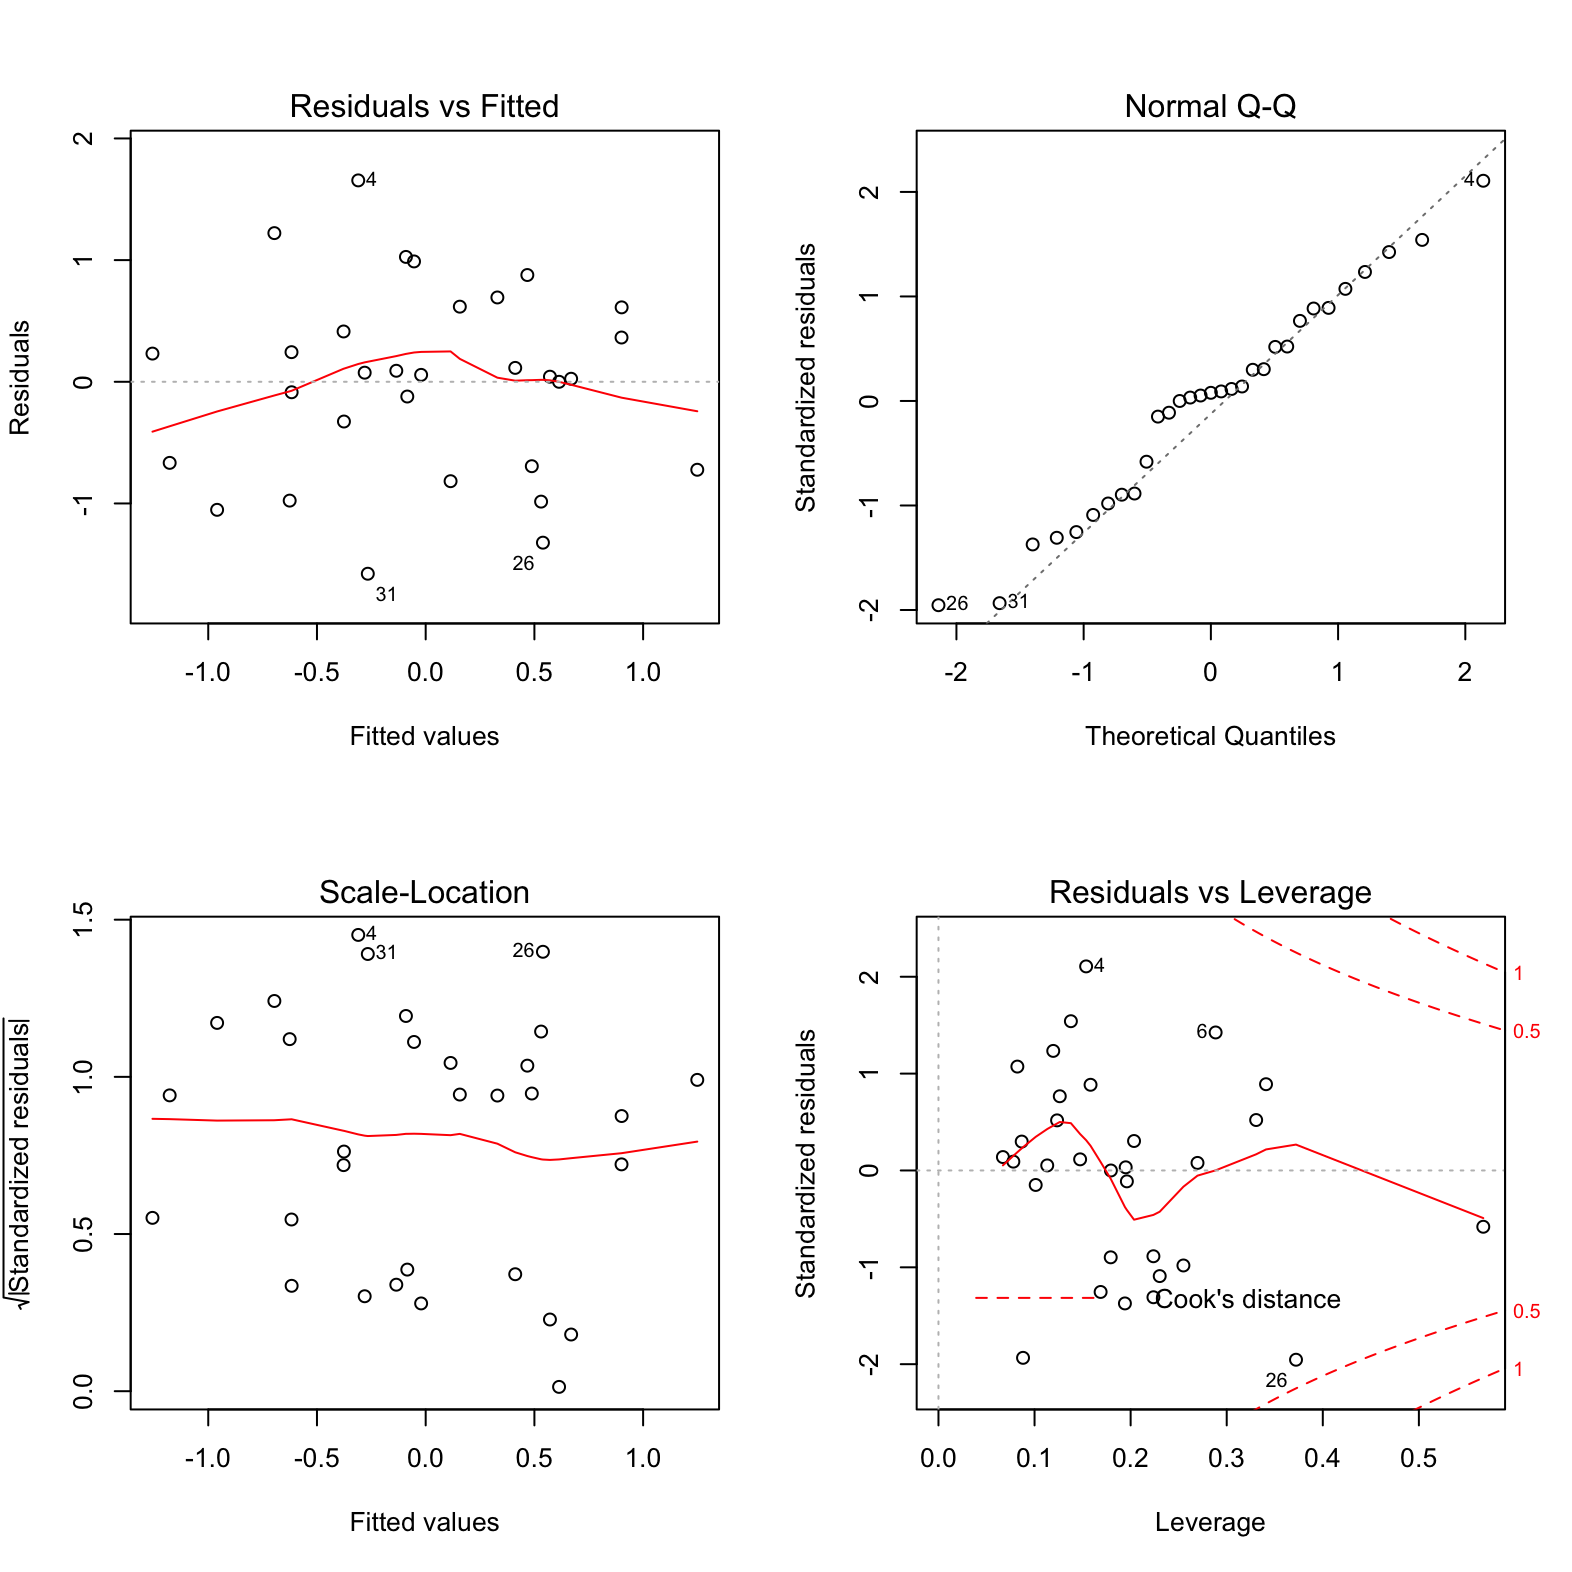 Residuals vs Fitted
Residuals
2
1
0
-1
4
26
31
-1.0 -0.5 0.0 0.5 1.0
Fitted values
Normal Q-Q
Standardized residuals
2
1
0
-1
-2
4
26
31
-2 -1 0 1 2
Theoretical Quantiles
Scale-Location
√|Standardized residuals|
1.5
1.0
0.5
0.0
4
31
26
-1.0 -0.5 0.0 0.5 1.0
Fitted values
Residuals vs Leverage
Standardized residuals
2
1
0
-1
-2
4
6
1
0.5
Cook's distance
0.5
1
26
0.0 0.1 0.2 0.3 0.4 0.5
Leverage